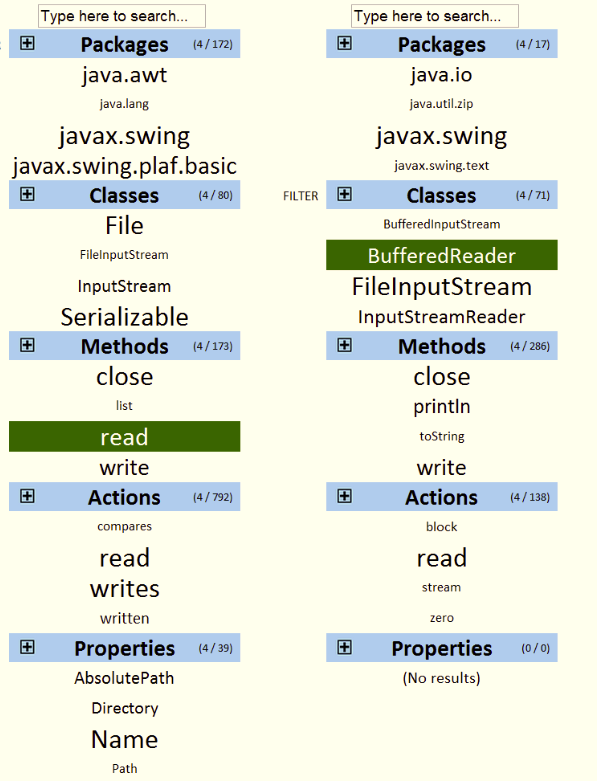 Type here to search...
Packages (4 / 172)
java.awt
java.lang
javax.swing
javax.swing.plaf.basic
Classes (4 / 80)
File
FileInputStream
InputStream
Serializable
Methods (4 / 173)
close
list
read
write
Actions (4 / 792)
compares
read
writes
written
Properties (4 / 39)
AbsolutePath
Directory
Name
Path
Type here to search...
Packages (4 / 17)
java.io
java.util.zip
javax.swing
javax.swing.text
FILTER Classes (4 / 71)
BufferedInputStream
BufferedReader
FileInputStream
InputStreamReader
Methods (4 / 286)
close
println
toString
write
Actions (4 / 138)
block
read
stream
zero
Properties (0 / 0)
(No results)